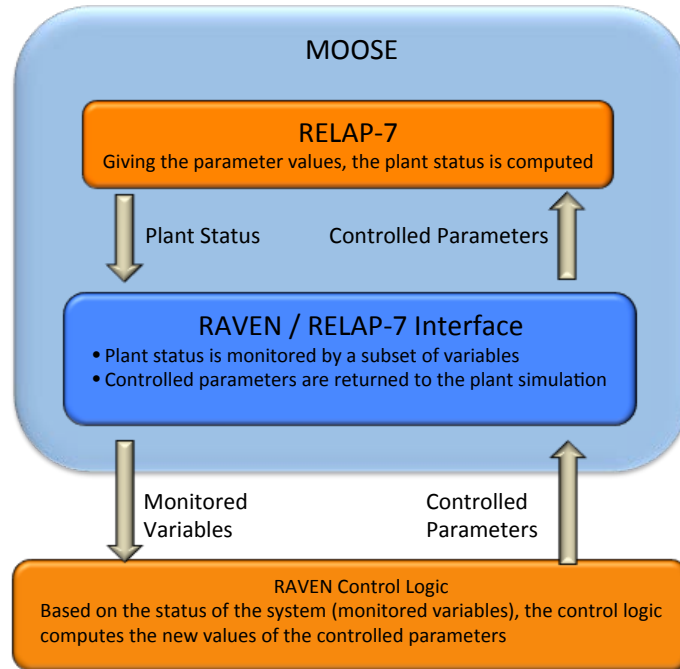 MOOSE
RELAP-7
Giving the parameter values, the plant status is computed
Plant Status
Controlled Parameters
RAVEN / RELAP-7 Interface
• Plant status is monitored by a subset of variables
• Controlled parameters are returned to the plant simulation
Monitored
Variables
Controlled
Parameters
RAVEN Control Logic
Based on the status of the system (monitored variables), the control logic
computes the new values of the controlled parameters